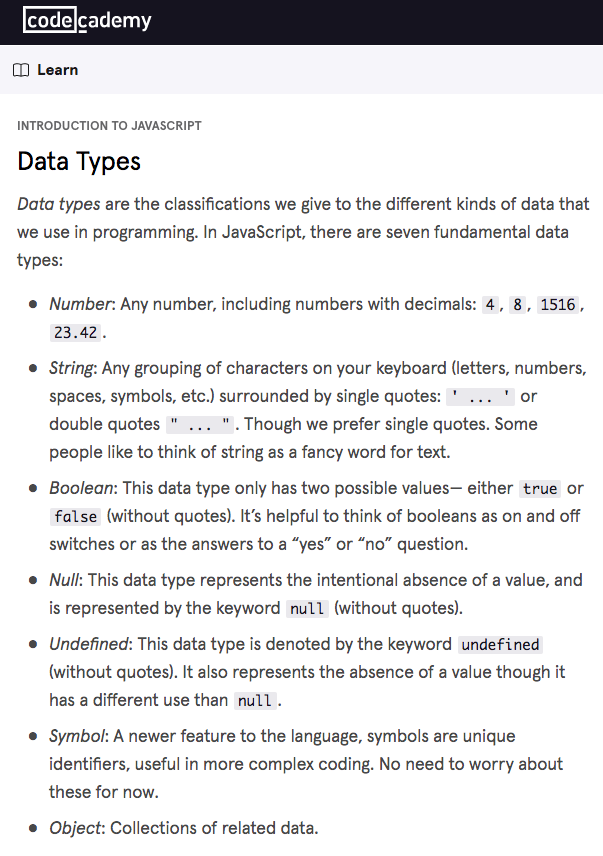 codecademy
Learn
INTRODUCTION TO JAVASCRIPT
Data Types
Data types are the classifications we give to the different kinds of data that
we use in programming. In JavaScript, there are seven fundamental data
types:
• Number: Any number, including numbers with decimals: 4, 8, 1516,
23.42.
• String: Any grouping of characters on your keyboard (letters, numbers,
spaces, symbols, etc.) surrounded by single quotes: ' ... ' or
double quotes " ... ". Though we prefer single quotes. Some
people like to think of string as a fancy word for text.
• Boolean: This data type only has two possible values— either true or
false (without quotes). It’s helpful to think of booleans as on and off
switches or as the answers to a “yes” or “no” question.
• Null: This data type represents the intentional absence of a value, and
is represented by the keyword null (without quotes).
• Undefined: This data type is denoted by the keyword undefined
(without quotes). It also represents the absence of a value though it
has a different use than null.
• Symbol: A newer feature to the language, symbols are unique
identifiers, useful in more complex coding. No need to worry about
these for now.
• Object: Collections of related data.